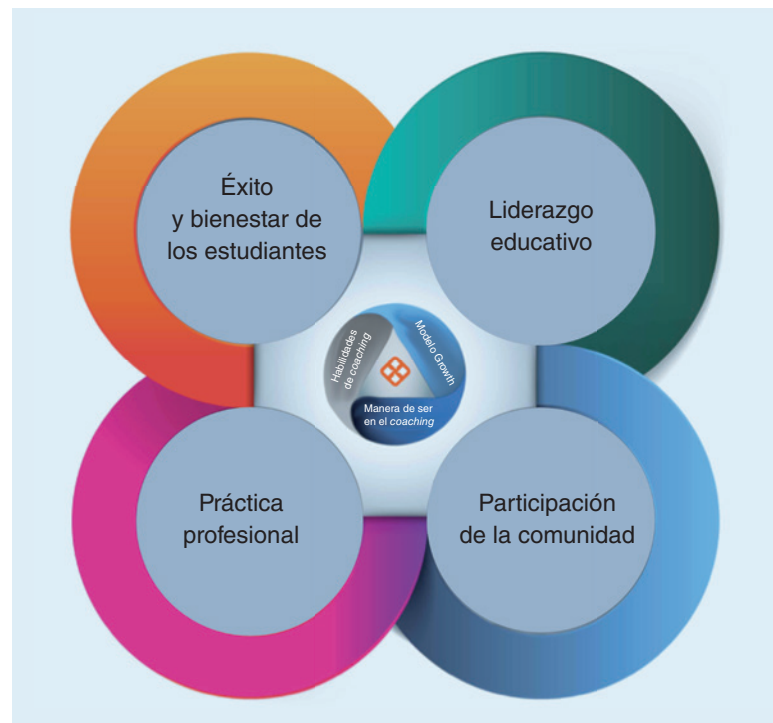 Éxito
y bienestar de
los estudiantes
Liderazgo
educativo
Habilidades
de coaching
Modelo Growth
Manera de ser
en el coaching
Práctica
profesional
Participación
de la comunidad